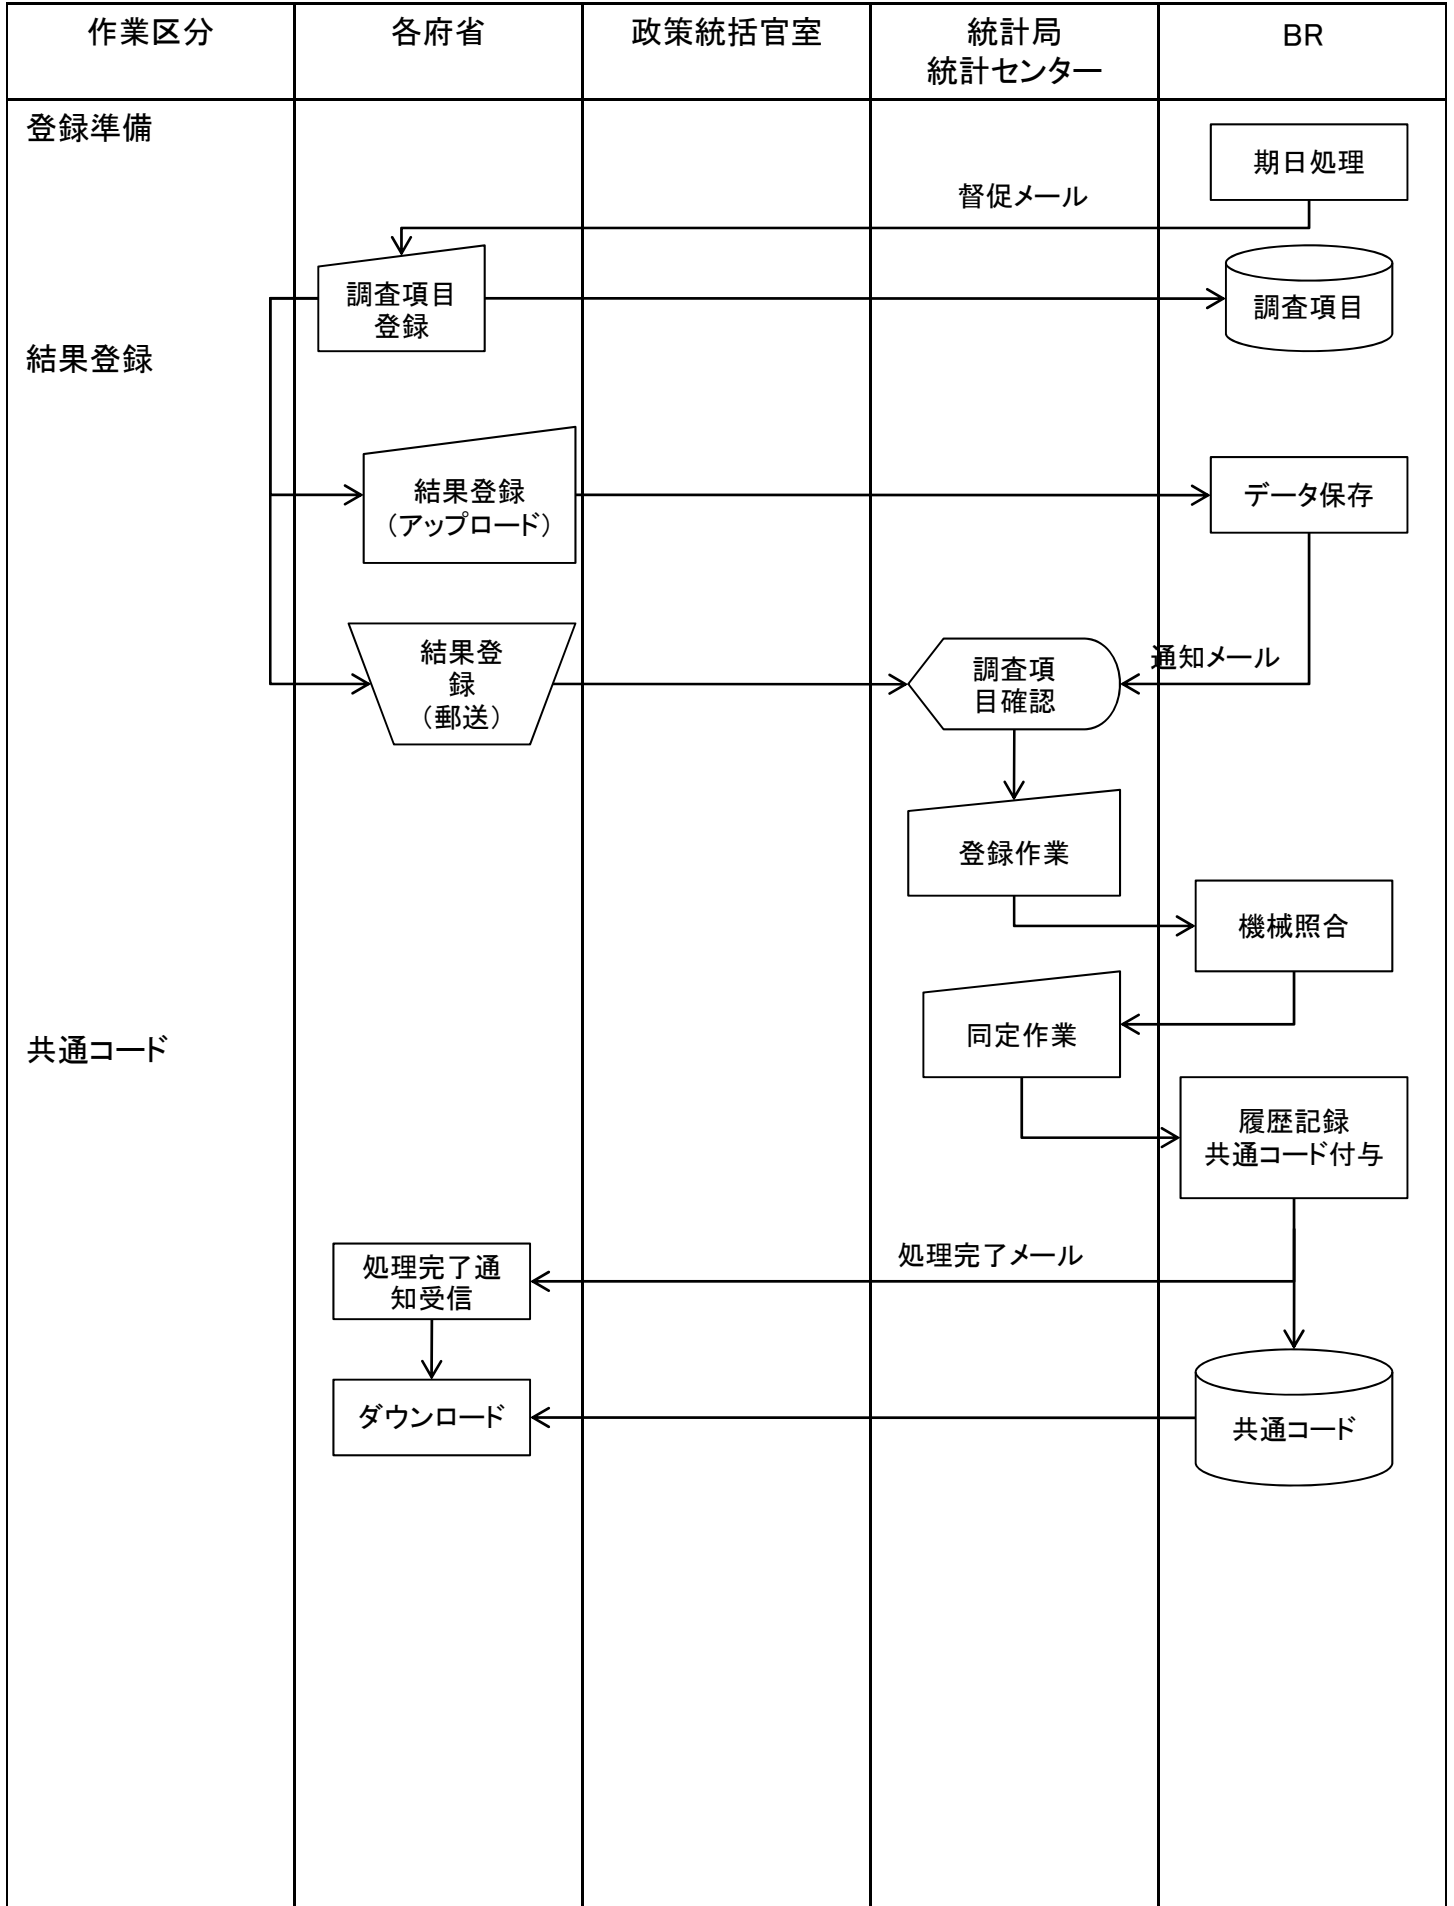 作業区分
各府省
政策統括官室
統計局
統計センター
BR
登録準備
期日処理
督促メール
調査項目
登録
調査項目
結果登録
結果登録
（アップロード）
データ保存
結果登
録
（郵送）
調査項
目確認
通知メール
登録作業
機械照合
同定作業
共通コード
履歴記録
共通コード付与
処理完了メール
処理完了通
知受信
ダウンロード
共通コード